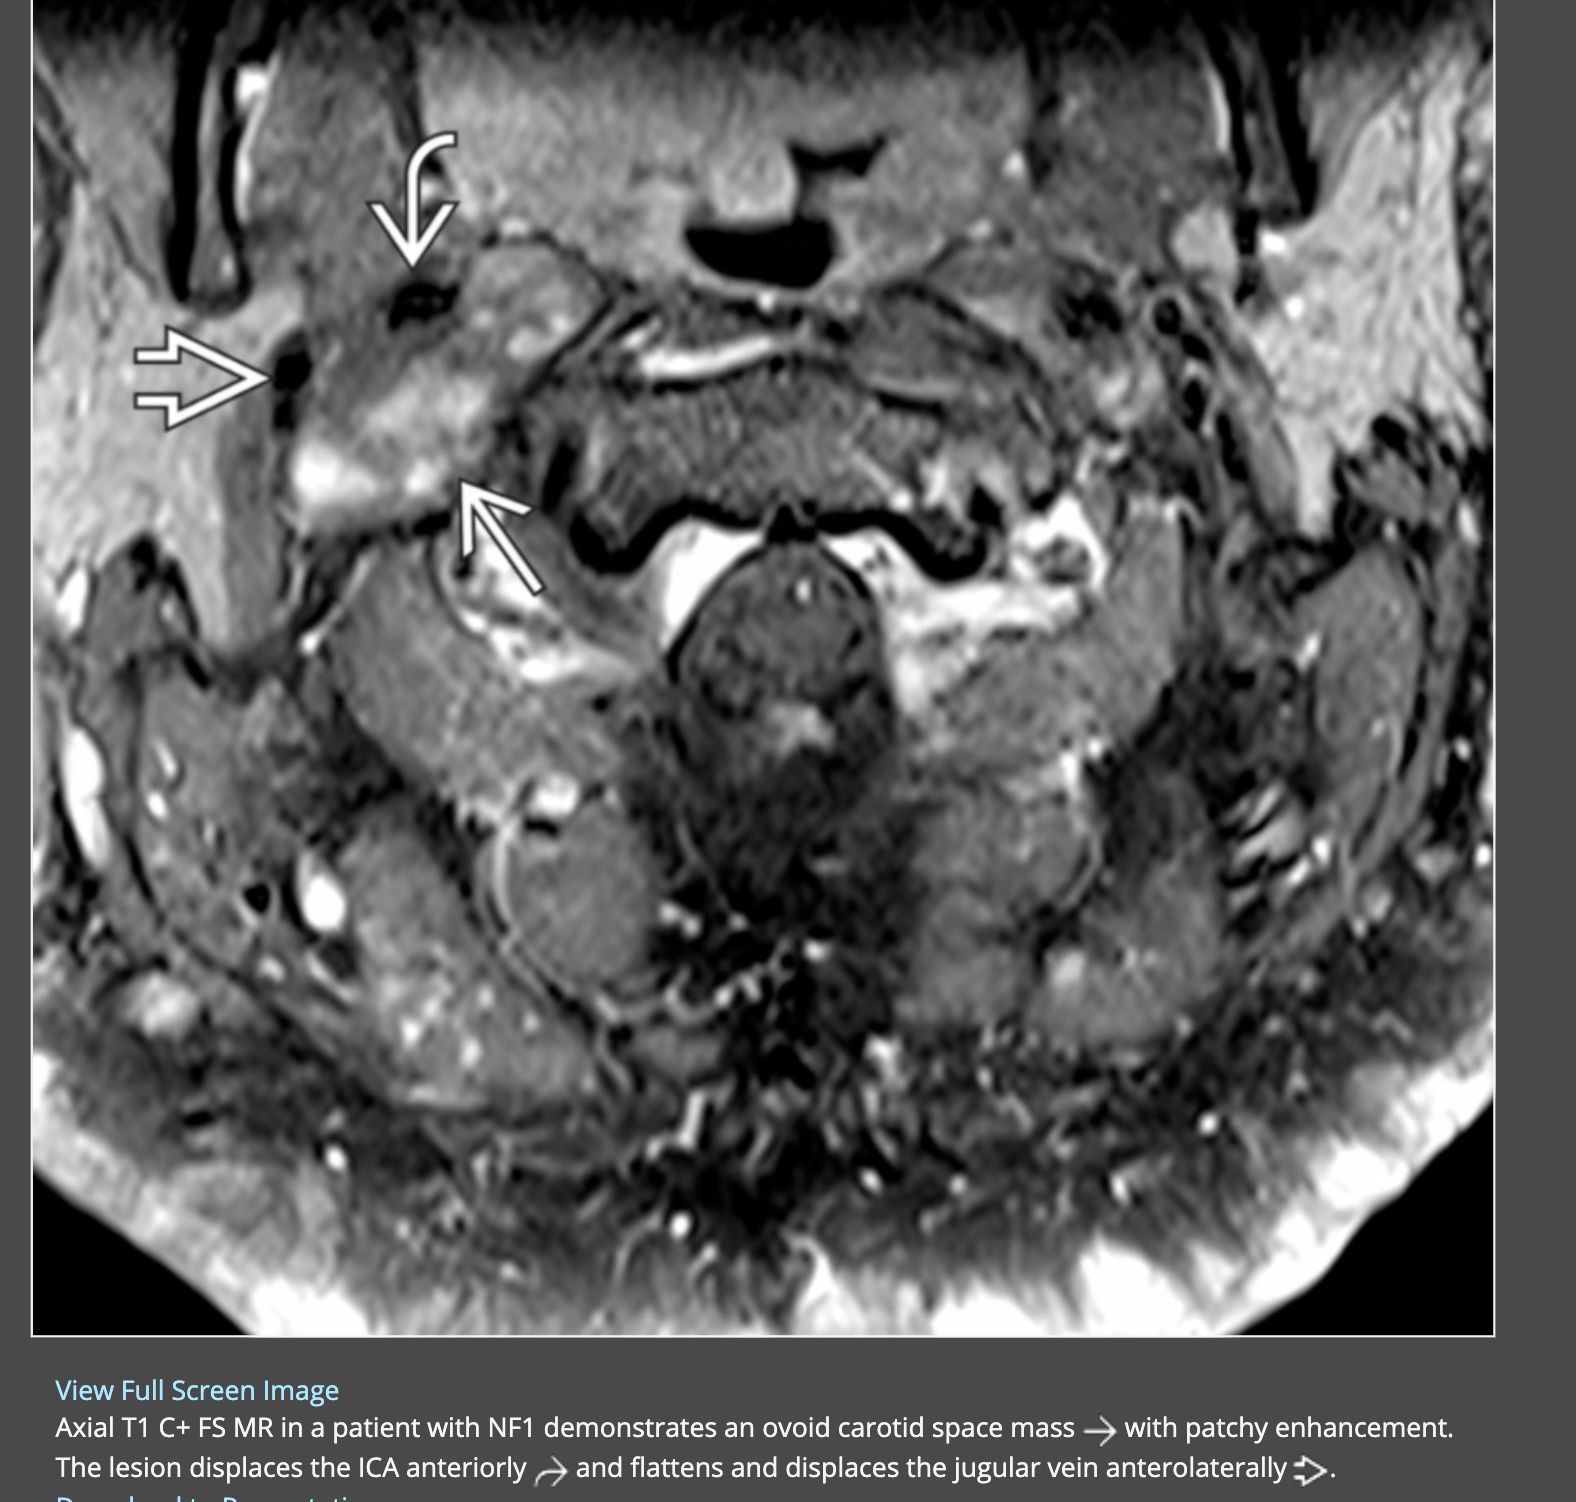 View Full Screen Image
Axial T1 C+ FS MR in a patient with NF1 demonstrates an ovoid carotid space mass → with patchy enhancement.
The lesion displaces the ICA anteriorly ⤻ and flattens and displaces the jugular vein anterolaterally ⇨.